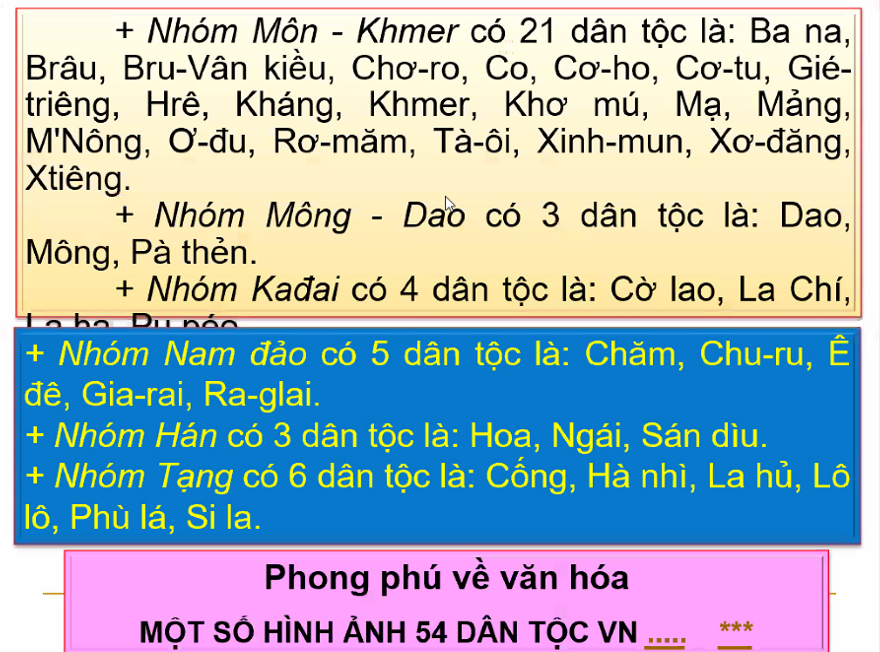 + Nhóm Môn - Khmer có 21 dân tộc là: Ba na,
Brâu, Bru-Vân kiều, Chơ-ro, Co, Cơ-ho, Cơ-tu, Gié-
triêng, Hrê, Kháng, Khmer, Khơ mú, Mạ, Mảng,
M'Nông, Ơ-đu, Rơ-măm, Tà-ôi, Xinh-mun, Xơ-đăng,
Xtiêng.
+ Nhóm Mông - Dao có 3 dân tộc là: Dao,
Mông, Pà thẻn.
+ Nhóm Kađai có 4 dân tộc là: Cờ lao, La Chí,
La ha, Pu péo.
+ Nhóm Nam đảo có 5 dân tộc là: Chăm, Chu-ru, Ê
đê, Gia-rai, Ra-glai.
+ Nhóm Hán có 3 dân tộc là: Hoa, Ngái, Sán dìu.
+ Nhóm Tạng có 6 dân tộc là: Cống, Hà nhì, La hủ, Lô
lô, Phù lá, Si la.
Phong phú về văn hóa
MỘT SỐ HÌNH ẢNH 54 DÂN TỘC VN ..... ***